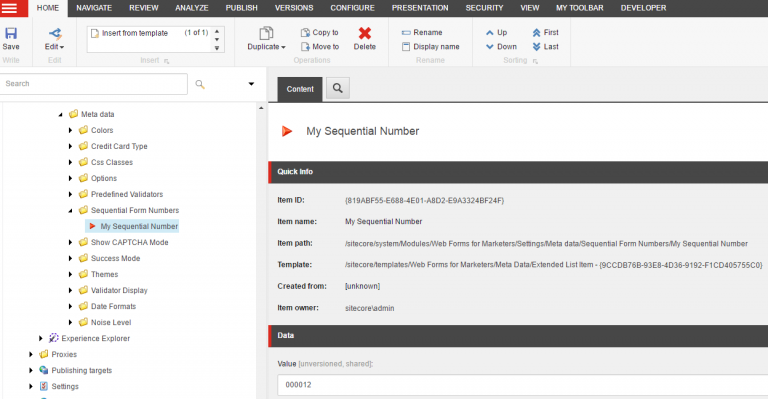 HOME NAVIGATE REVIEW ANALYZE PUBLISH VERSIONS CONFIGURE PRESENTATION SECURITY VIEW MY TOOLBAR DEVELOPER
Save
Write
Edit
Edit
Insert from template (1 of 1)
Insert
Duplicate
Copy to
Move to
Delete
Operations
Rename
Display name
Rename
Up First
Down Last
Sorting
Search
Meta data
Colors
Credit Card Type
Css Classes
Options
Predefined Validators
Sequential Form Numbers
My Sequential Number
Show CAPTCHA Mode
Success Mode
Themes
Validator Display
Date Formats
Noise Level
Experience Explorer
Proxies
Publishing targets
Settings
Content
My Sequential Number
Quick Info
Item ID: {819ABF55-E688-4E01-A8D2-E9A3324BF24F}
Item name: My Sequential Number
Item path: /sitecore/system/Modules/Web Forms for Marketers/Settings/Meta data/Sequential Form Numbers/My Sequential Number
Template: /sitecore/templates/Web Forms for Marketers/Meta Data/Extended List Item - {9CCDB76B-93E8-4D36-9192-F1CD405755C0}
Created from: [unknown]
Item owner: sitecore\admin
Data
Value [unversioned, shared]:
000012